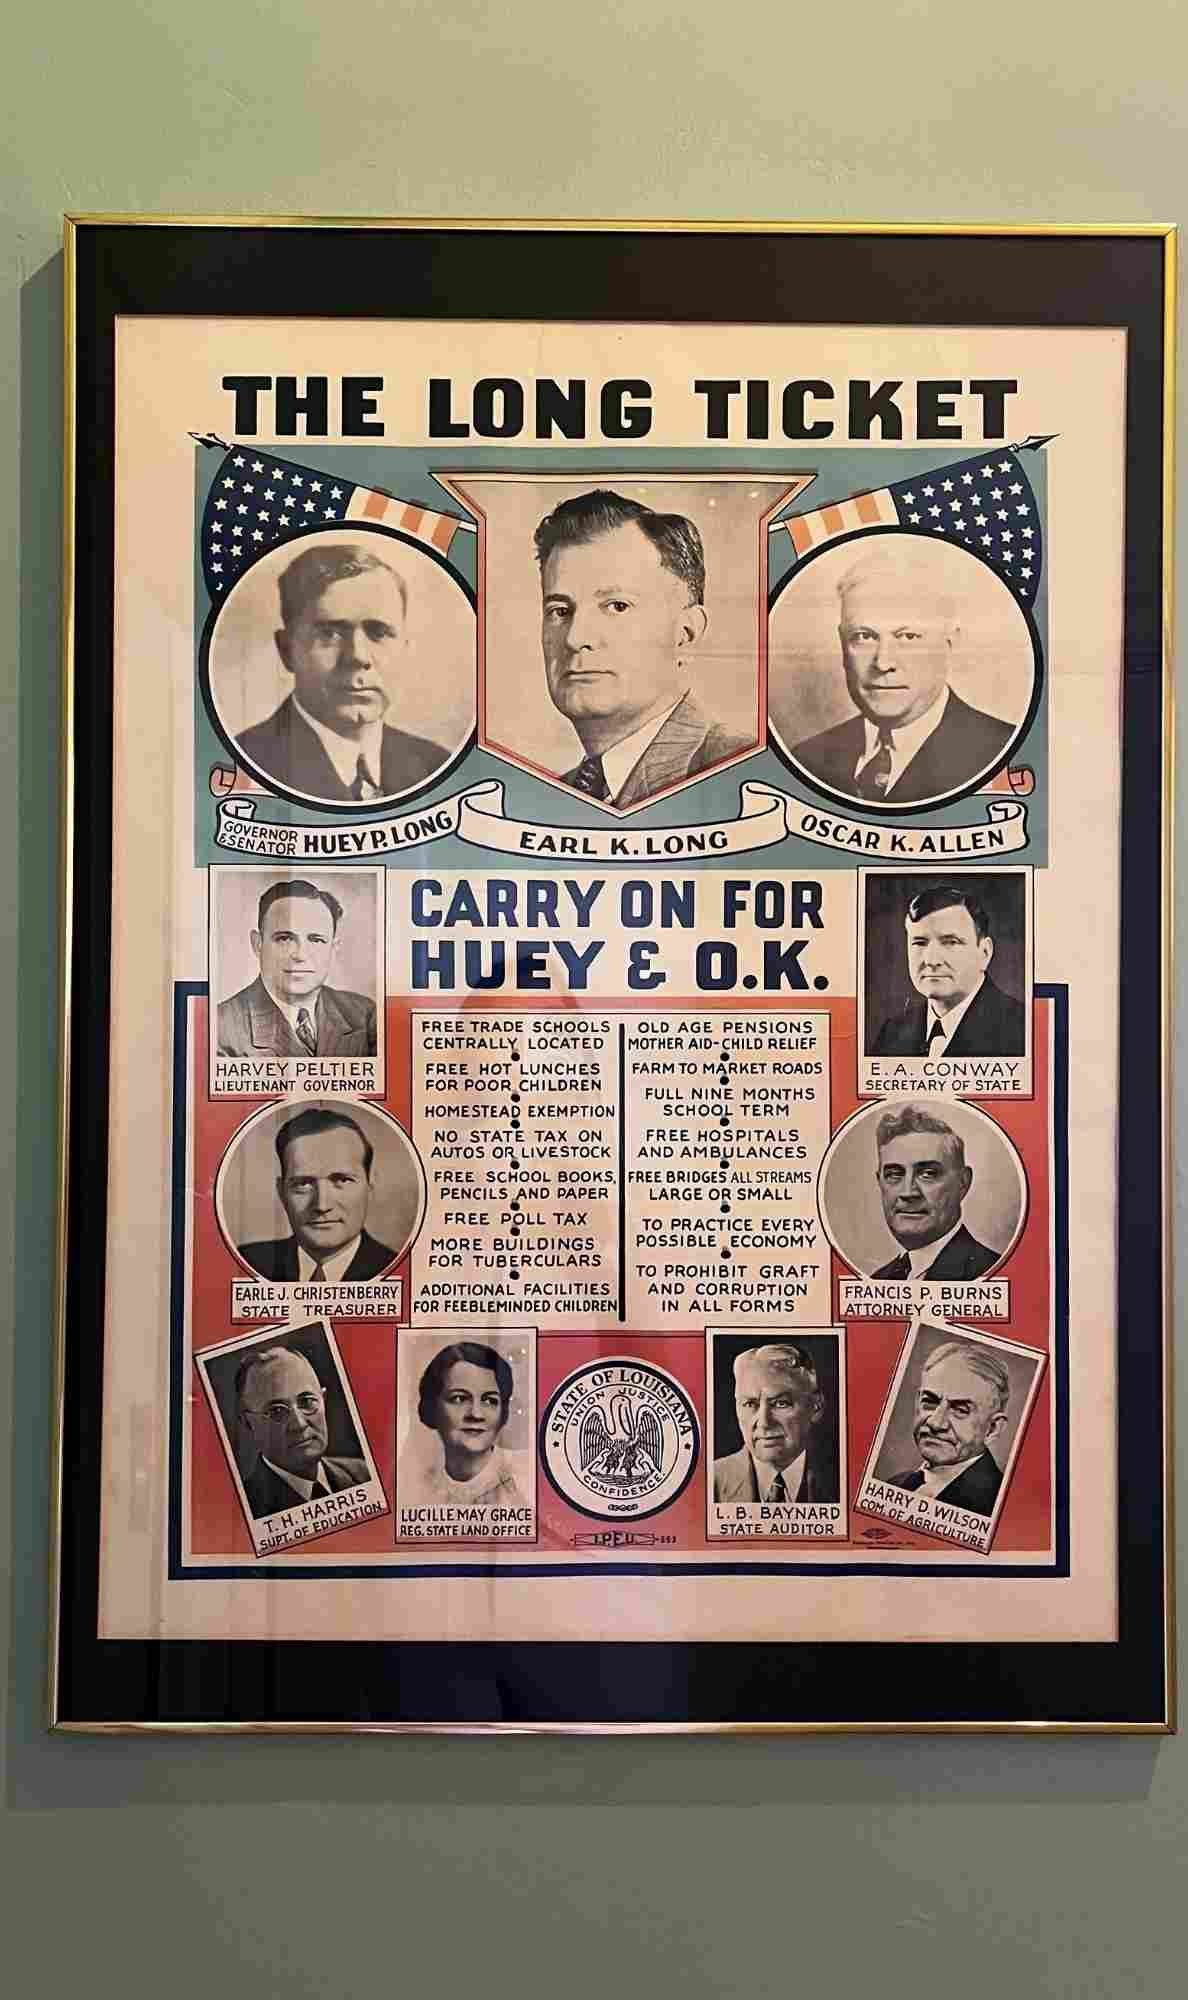 THE LONG TICKET
GOVERNOR
& SENATOR HUEY P. LONG
EARL K. LONG
OSCAR K. ALLEN
CARRY ON FOR
HUEY & O.K.
HARVEY PELTIER
LIEUTENANT GOVERNOR
E. A. CONWAY
SECRETARY OF STATE
FREE TRADE SCHOOLS
CENTRALLY LOCATED
FREE HOT LUNCHES
FOR POOR CHILDREN
HOMESTEAD EXEMPTION
NO STATE TAX ON
AUTOS OR LIVESTOCK
FREE SCHOOL BOOKS,
PENCILS AND PAPER
FREE POLL TAX
MORE BUILDINGS
FOR TUBERCULARS
ADDITIONAL FACILITIES
FOR FEEBLEMINDED CHILDREN
OLD AGE PENSIONS
MOTHER AID-CHILD RELIEF
FARM TO MARKET ROADS
FULL NINE MONTHS
SCHOOL TERM
FREE HOSPITALS
AND AMBULANCES
FREE BRIDGES ALL STREAMS
LARGE OR SMALL
TO PRACTICE EVERY
POSSIBLE ECONOMY
TO PROHIBIT GRAFT
AND CORRUPTION
IN ALL FORMS
EARLE J. CHRISTENBERRY
STATE TREASURER
FRANCIS P. BURNS
ATTORNEY GENERAL
T. H. HARRIS
SUPT. OF EDUCATION
LUCILLE MAY GRACE
REG. STATE LAND OFFICE
STATE OF LOUISIANA
UNION JUSTICE
CONFIDENCE
I.P.E.U.
L. B. BAYNARD
STATE AUDITOR
HARRY D. WILSON
COM. OF AGRICULTURE